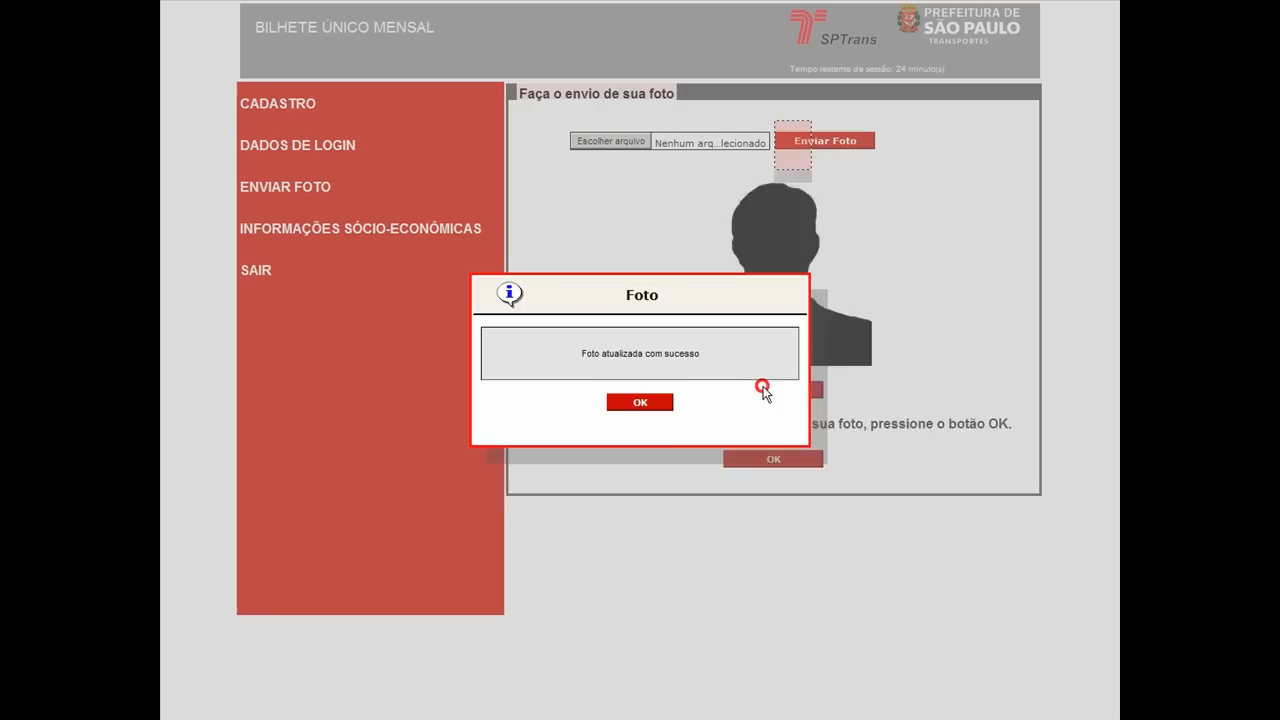 BILHETE ÚNICO MENSAL
SPTrans
PREFEITURA DE
SÃO PAULO
TRANSPORTES
Tempo restante da sessão: 24 minuto(s)
CADASTRO
DADOS DE LOGIN
ENVIAR FOTO
INFORMAÇÕES SÓCIO-ECONÔMICAS
SAIR
Faça o envio de sua foto
Escolher arquivo Nenhum arq...lecionado Enviar Foto
Foto
Foto atualizada com sucesso
OK
sua foto, pressione o botão OK.
OK